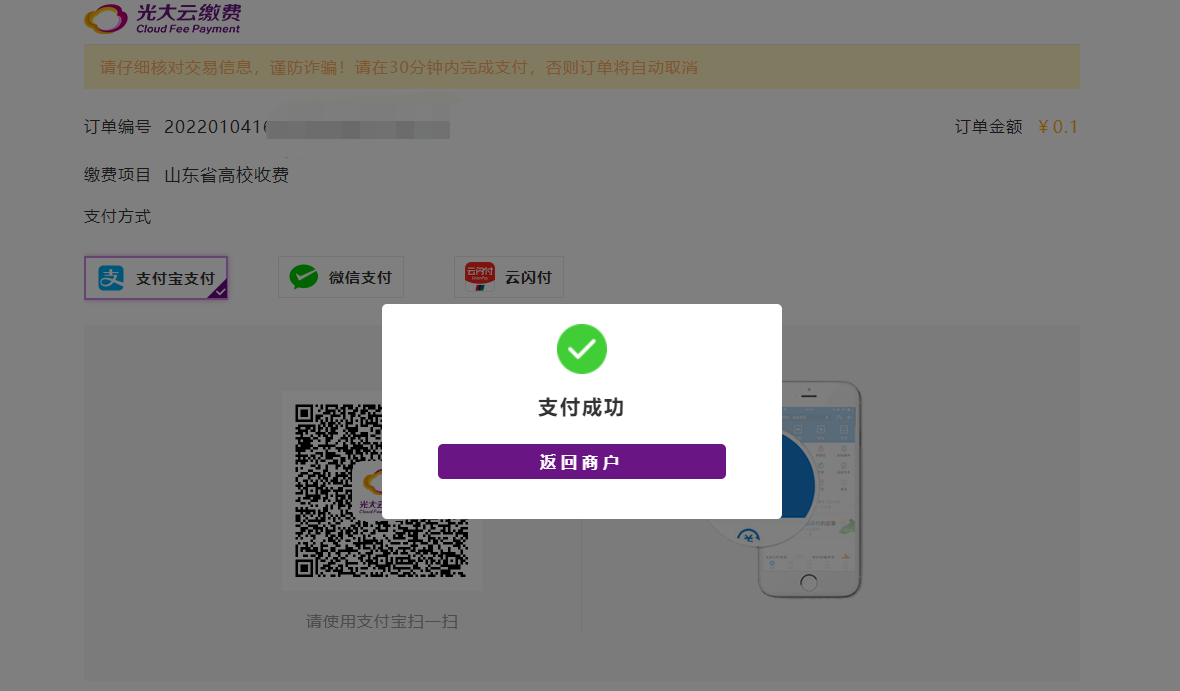 光大云缴费
Cloud Fee Payment
请仔细核对交易信息，谨防诈骗！请在30分钟内完成支付，否则订单将自动取消
订单编号 2022010416
订单金额 ￥0.1
缴费项目 山东省高校收费
支付方式
支付宝支付
微信支付
云闪付
支付成功
返回商户
请使用支付宝扫一扫